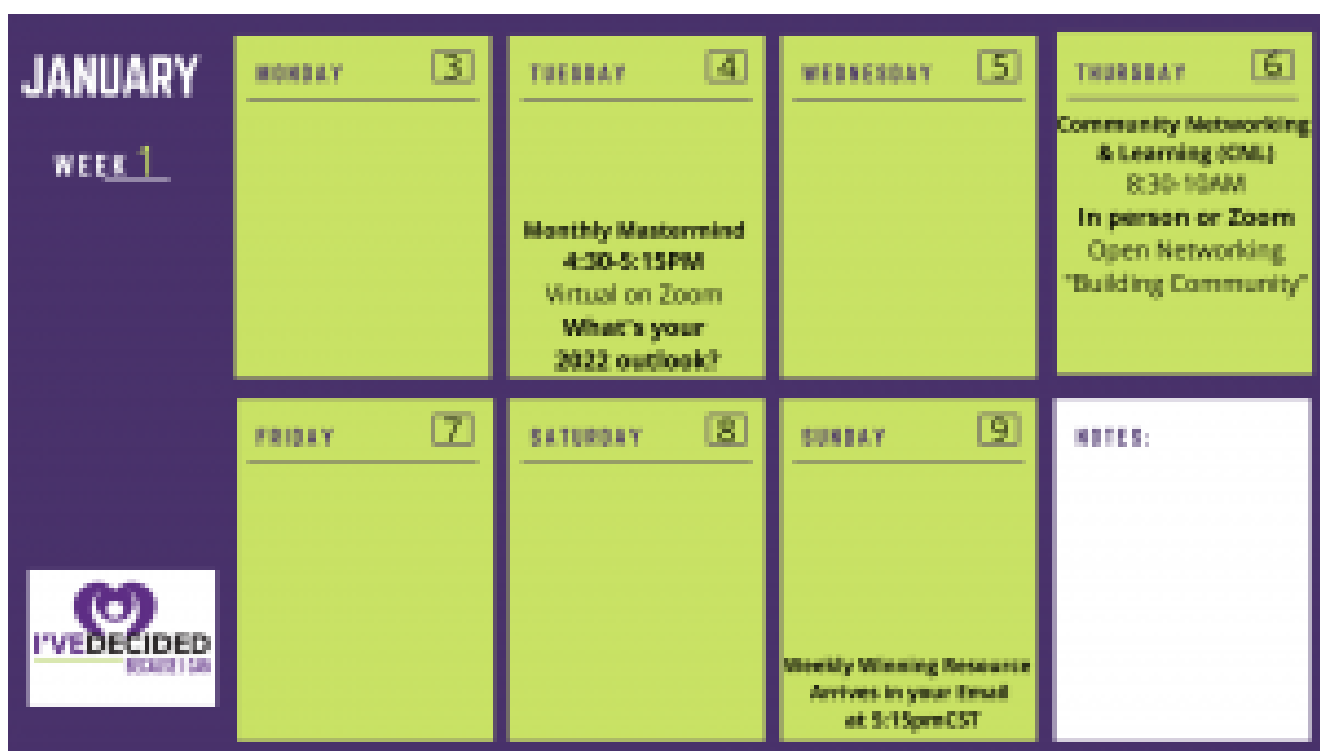 JANUARY
WEEK 1
MONDAY 3
TUESDAY 4
Monthly Mastermind
4:30-5:15PM
Virtual on Zoom
What's your
2022 outlook?
WEDNESDAY 5
THURSDAY 6
Community Networking
& Learning (CNL)
8:30-10AM
In person or Zoom
Open Networking
"Building Community"
FRIDAY 7
SATURDAY 8
SUNDAY 9
Weekly Winning Resource
Arrives in your Email
at 5:15pmCST
NOTES:
I'VEDECIDED
BECAUSE I CAN